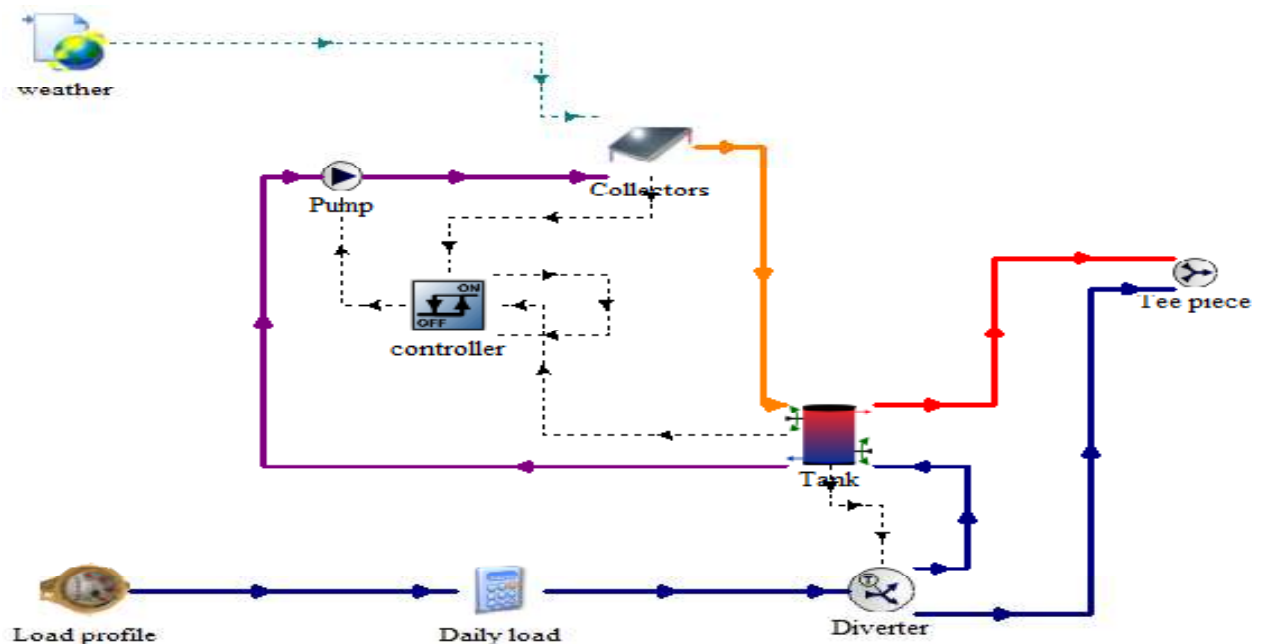 weather
Collectors
Pump
ON
OFF
controller
Tee piece
Tank
T
Load profile
Daily load
Diverter